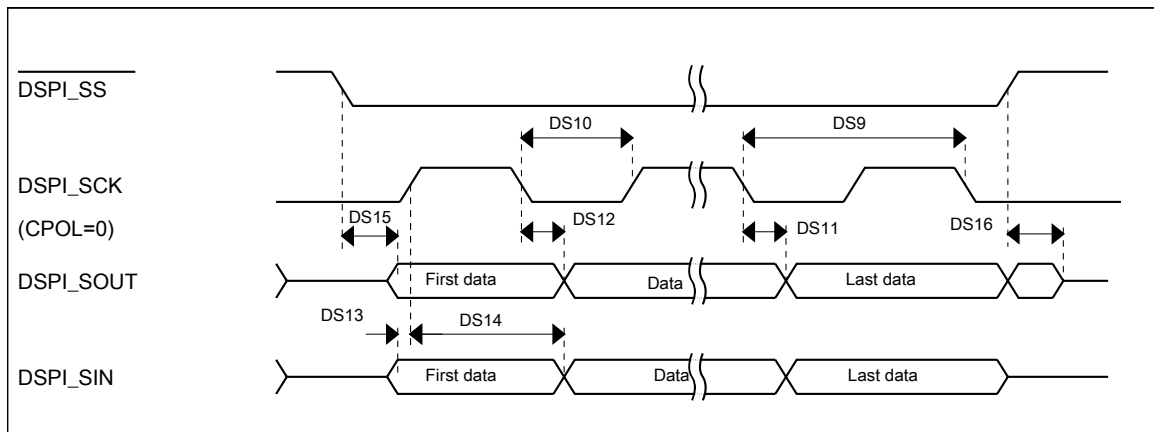 DSPI_SS
DS10
DS9
DSPI_SCK
(CPOL=0)
DS15
DS12
DS11
DS16
DSPI_SOUT
First data
Data
Last data
DS13
DS14
DSPI_SIN
First data
Data
Last data